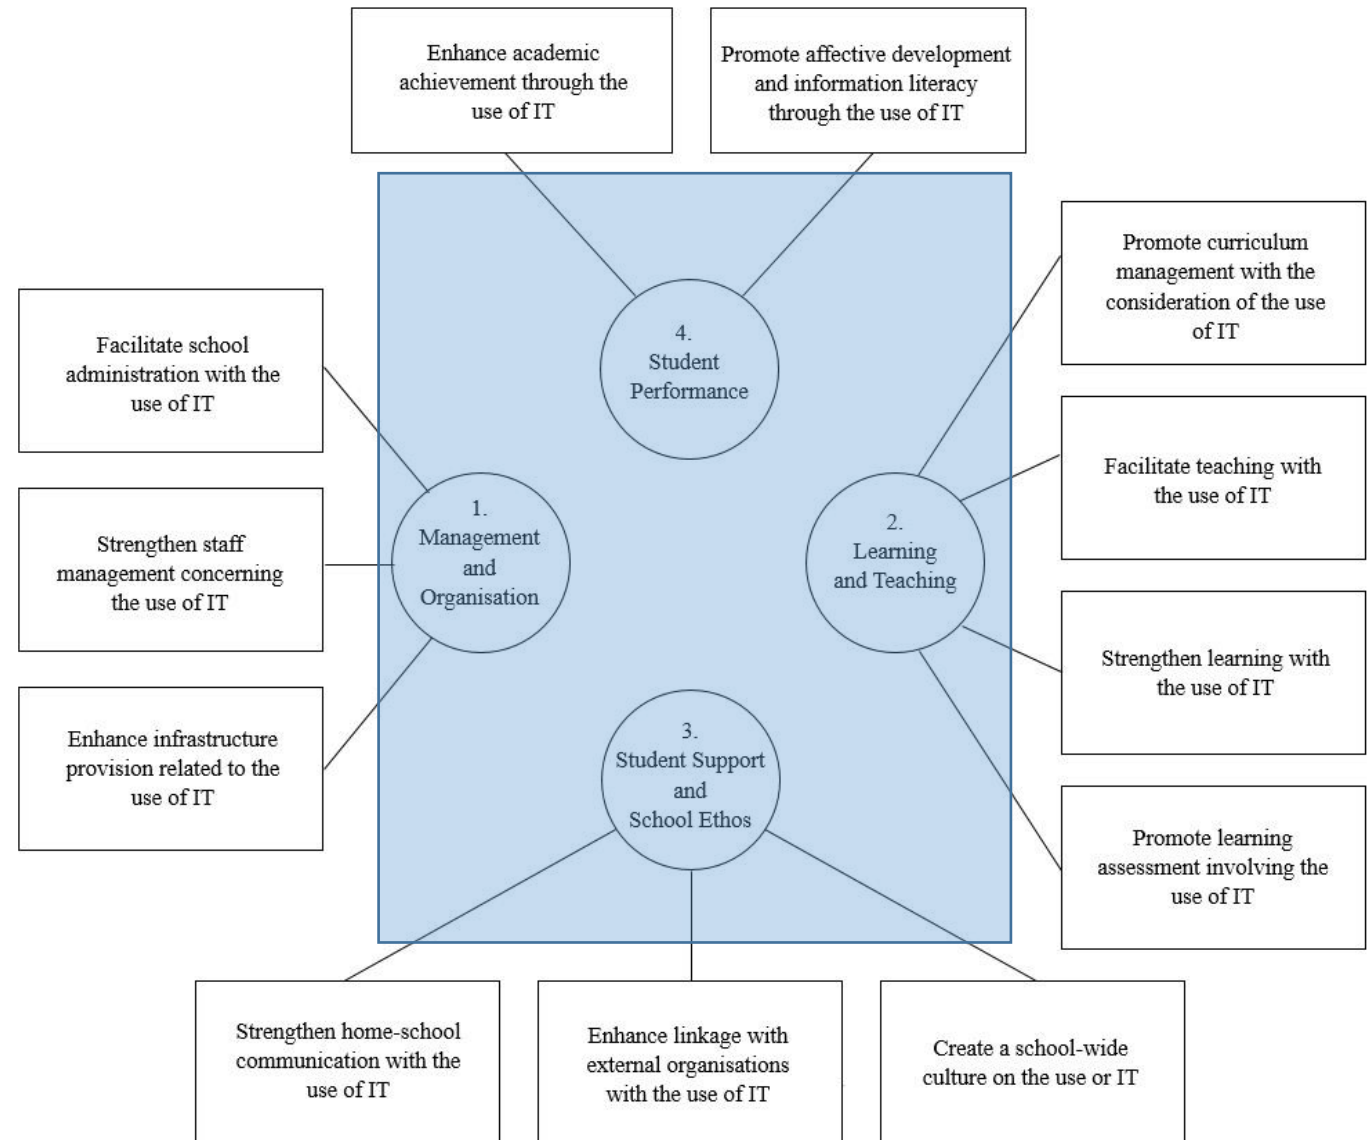 Enhance academic
achievement through the
use of IT
Promote affective development
and information literacy
through the use of IT
Promote curriculum
management with the
consideration of the use
of IT
Facilitate school
administration with the
use of IT
4.
Student
Performance
Facilitate teaching with
the use of IT
Strengthen staff
management concerning
the use of IT
1.
Management
and
Organisation
2.
Learning
and Teaching
Strengthen learning with
the use of IT
Enhance infrastructure
provision related to the
use of IT
3.
Student Support
and
School Ethos
Promote learning
assessment involving the
use of IT
Strengthen home-school
communication with the
use of IT
Enhance linkage with
external organisations
with the use of IT
Create a school-wide
culture on the use or IT